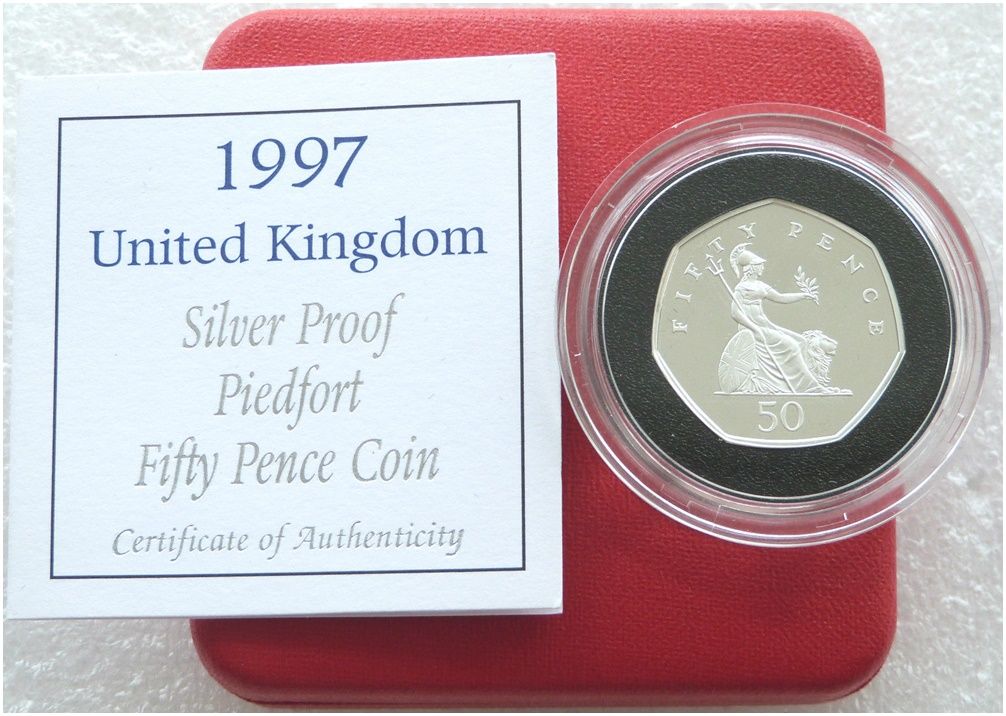 1997
United Kingdom
Silver Proof
Piedfort
Fifty Pence Coin
Certificate of Authenticity
FIFTY PENCE
50